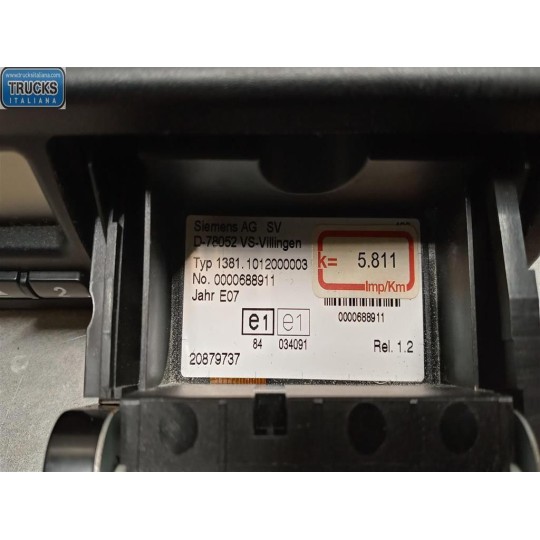 www.trucksitaliana.com
TRUCKS
ITALIANA
2
Siemens AG SV
D-78052 VS-Villingen
Typ 1381.1012000003
No. 0000688911
Jahr E07
k= 5.811
Imp/Km
0000688911
e1 e1
84 034091
Rel. 1.2
20879737